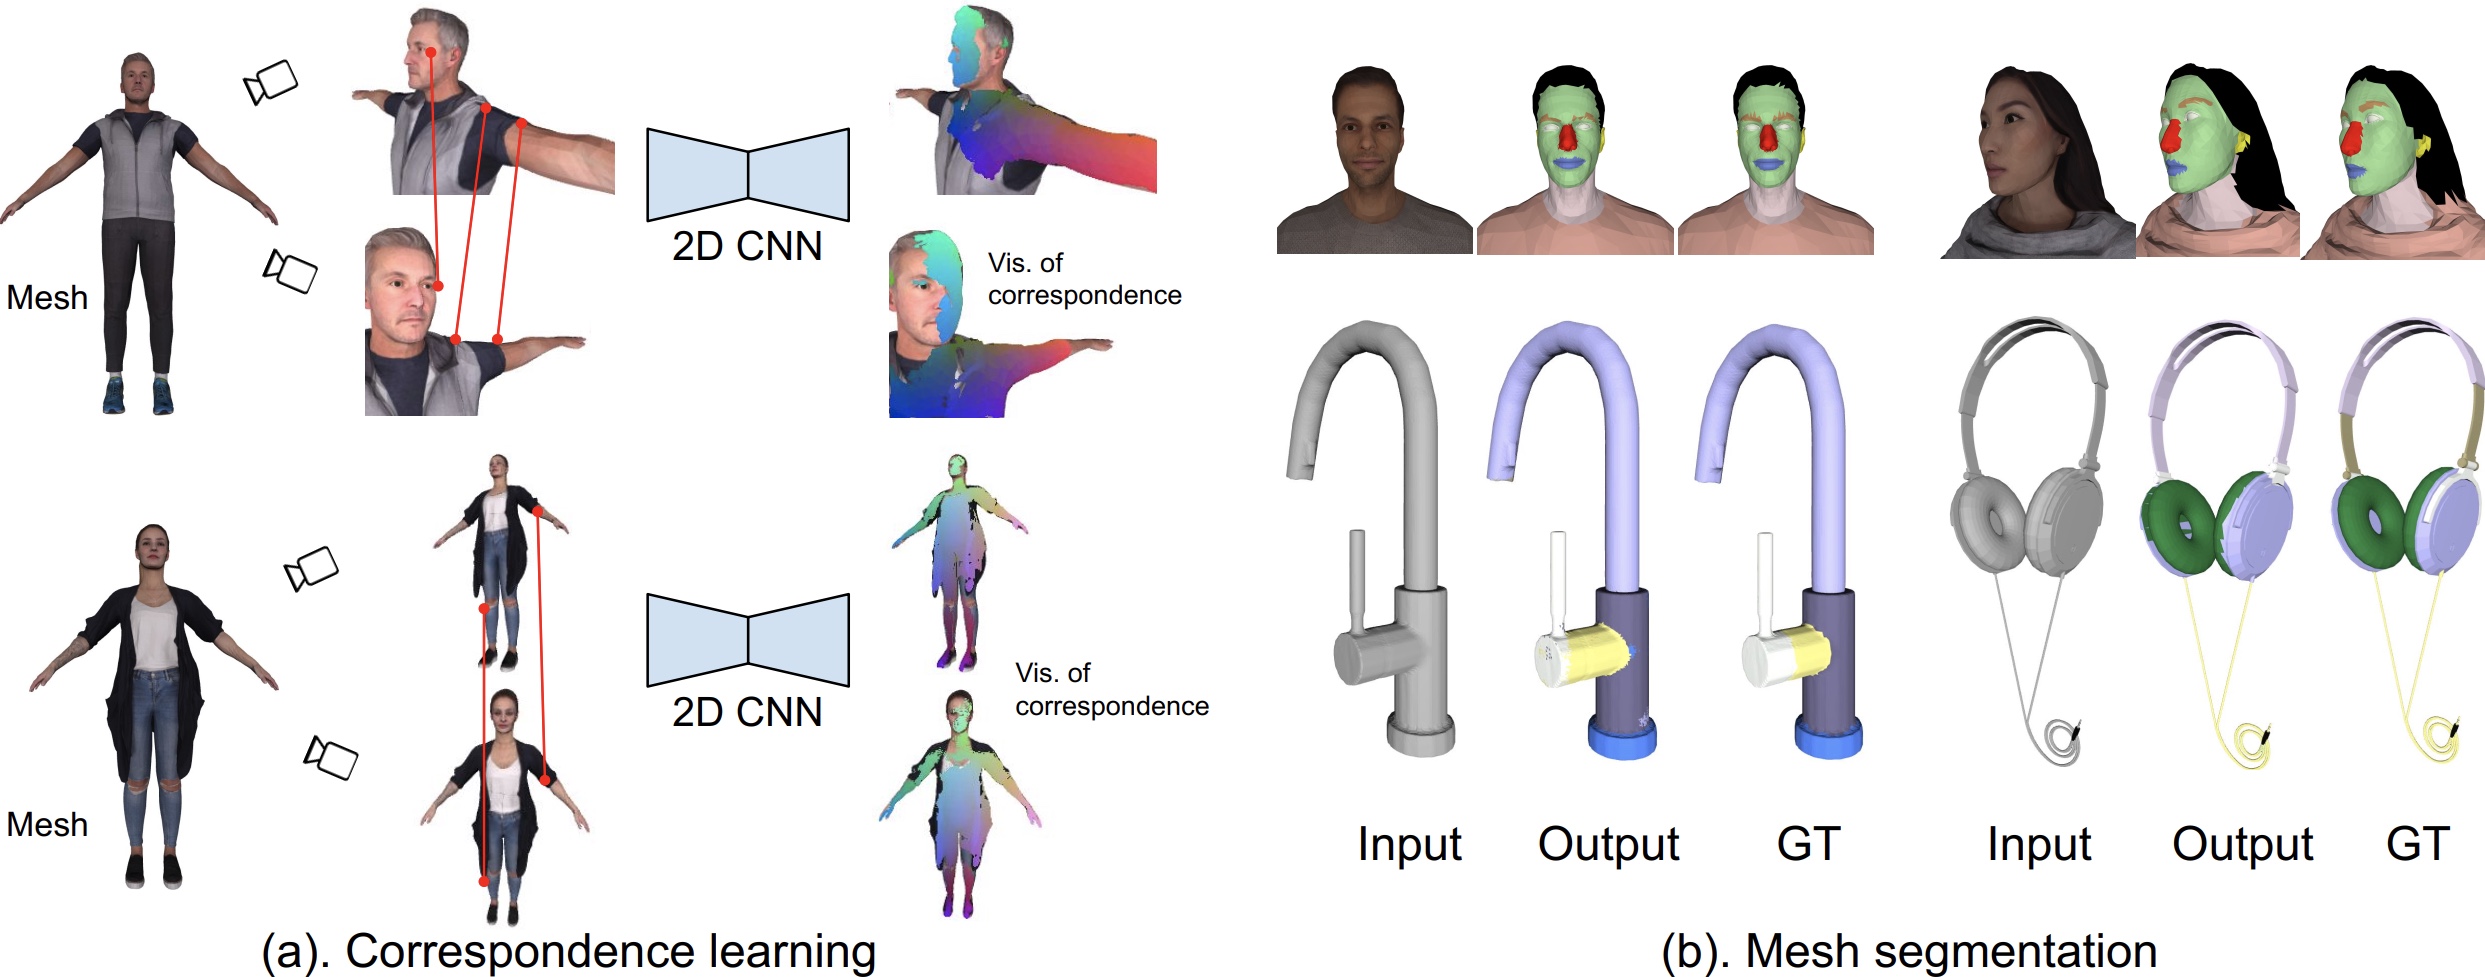 Mesh
2D CNN
Vis. of
correspondence
Mesh
2D CNN
Vis. of
correspondence
(a). Correspondence learning
Input
Output
GT
Input
Output
GT
(b). Mesh segmentation